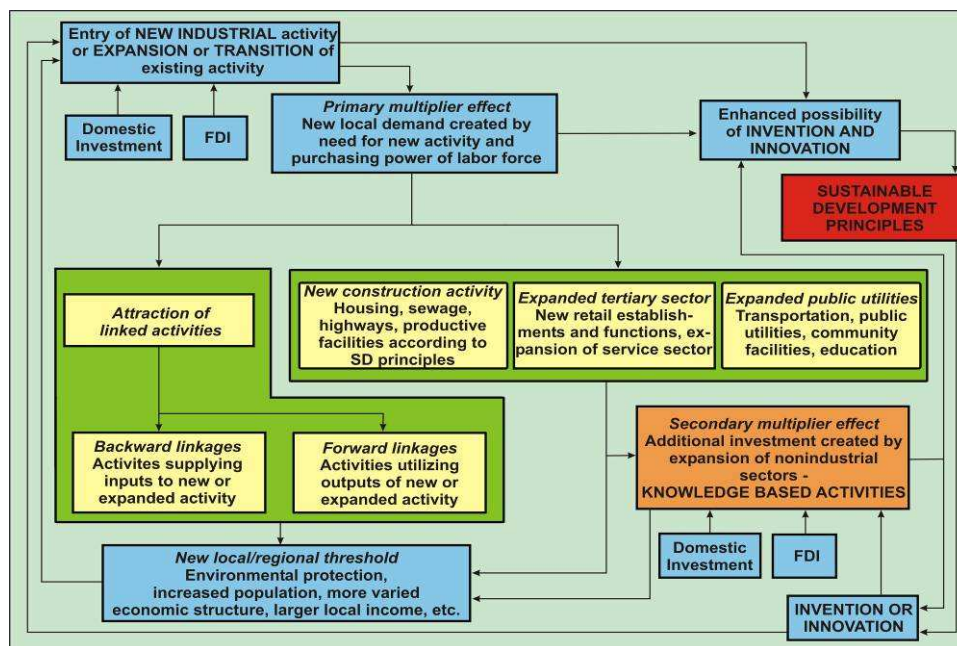 Entry of NEW INDUSTRIAL activity
or EXPANSION or TRANSITION of
existing activity
Domestic
Investment
FDI
Primary multiplier effect
New local demand created by
need for new activity and
purchasing power of labor force
Enhanced possibility
of INVENTION AND
INNOVATION
SUSTAINABLE
DEVELOPMENT
PRINCIPLES
Attraction of
linked activities
New construction activity
Housing, sewage,
highways, productive
facilities according to
SD principles
Expanded tertiary sector
New retail establish-
ments and functions, ex-
pansion of service sector
Expanded public utilities
Transportation, public
utilities, community
facilities, education
Backward linkages
Activites supplying
inputs to new or
expanded activity
Forward linkages
Activities utilizing
outputs of new or
expanded activity
Secondary multiplier effect
Additional investment created by
expansion of nonindustrial
sectors -
KNOWLEDGE BASED ACTIVITIES
New local/regional threshold
Environmental protection,
increased population, more varied
economic structure, larger local income, etc.
Domestic
Investment
FDI
INVENTION OR
INNOVATION